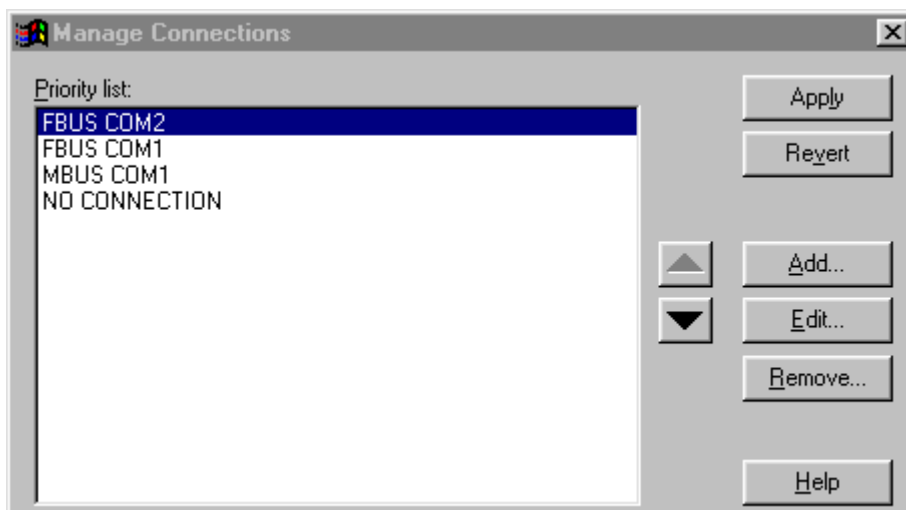 Manage Connections
Priority list:
FBUS COM2
FBUS COM1
MBUS COM1
NO CONNECTION
Apply
Revert
Add...
Edit...
Remove...
Help